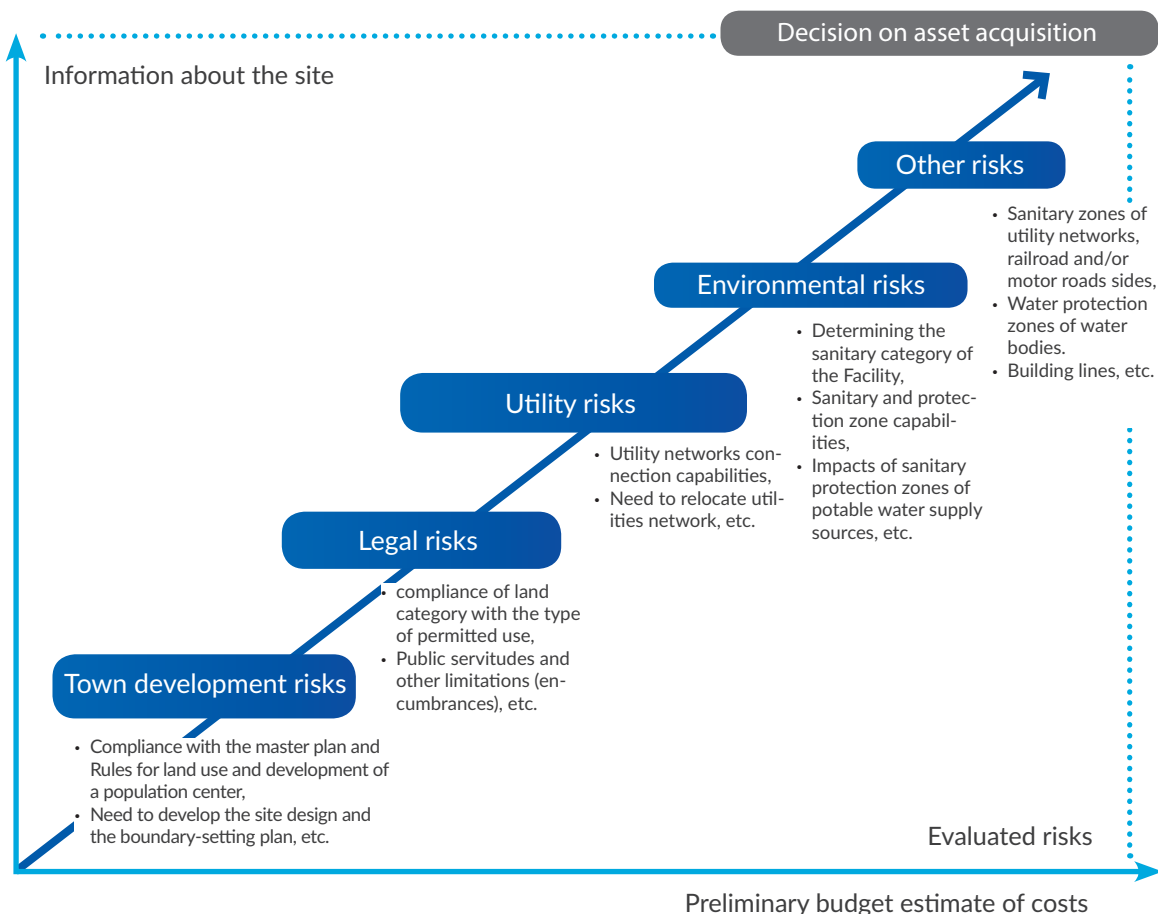 Decision on asset acquisition
Information about the site
Other risks
• Sanitary zones of
utility networks,
railroad and/or
motor roads sides,
• Water protection
zones of water
bodies.
• Building lines, etc.
Environmental risks
• Determining the
sanitary category of
the Facility,
• Sanitary and protec-
tion zone capabil-
ities,
• Impacts of sanitary
protection zones of
potable water supply
sources, etc.
Utility risks
• Utility networks con-
nection capabilities,
• Need to relocate util-
ities network, etc.
Legal risks
• compliance of land
category with the type
of permitted use,
• Public servitudes and
other limitations (en-
cumbrances), etc.
Town development risks
• Compliance with the master plan and
Rules for land use and development of
a population center,
• Need to develop the site design and
the boundary-setting plan, etc.
Evaluated risks
Preliminary budget estimate of costs